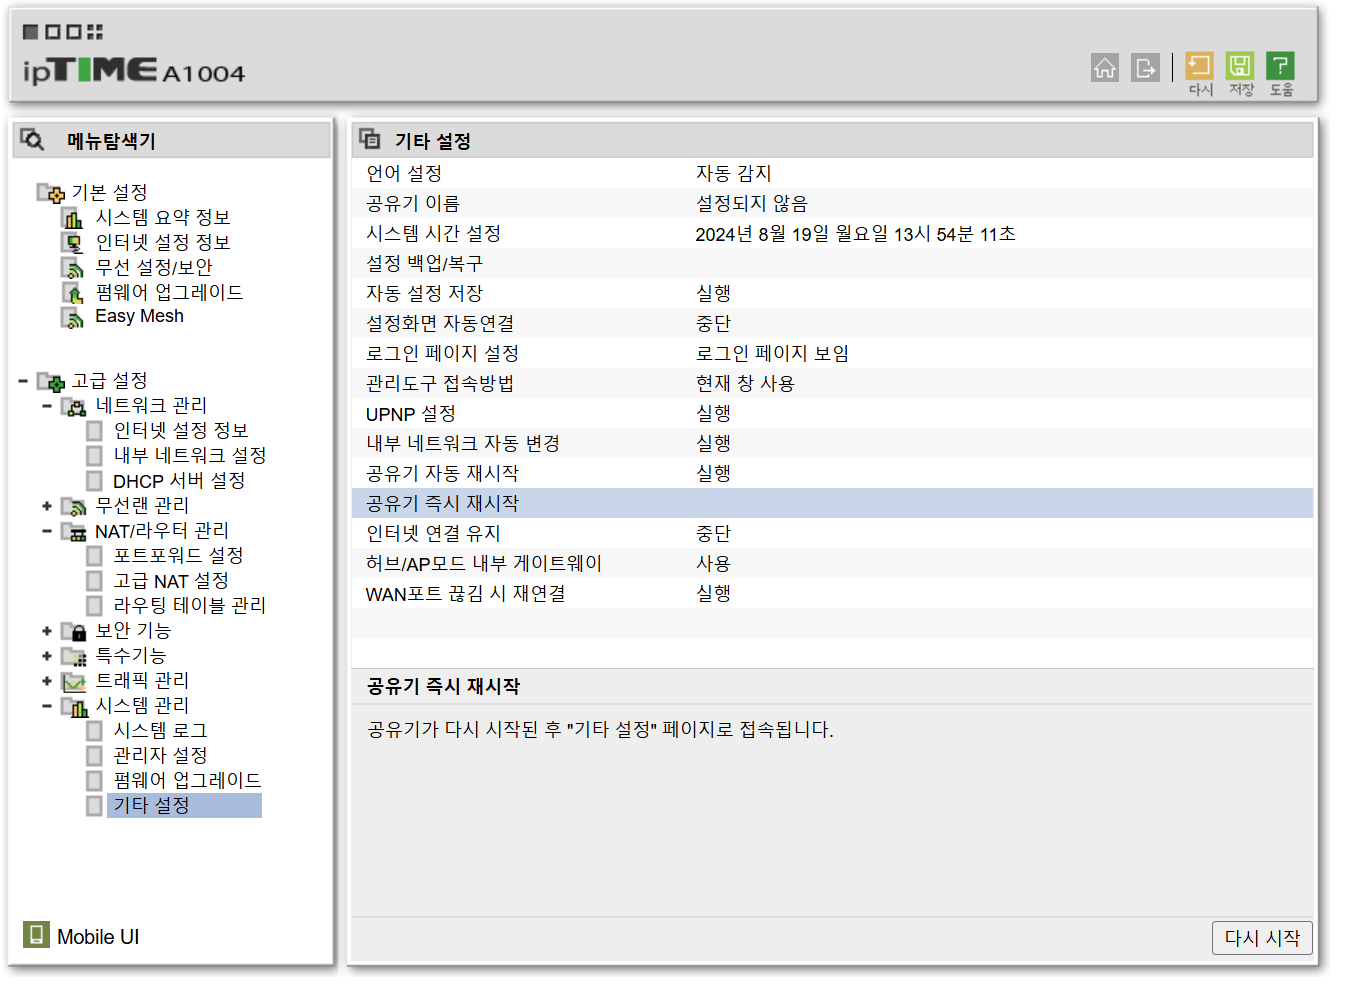 ipTIME A1004
다시 저장 도움
메뉴탐색기
기본 설정
시스템 요약 정보
인터넷 설정 정보
무선 설정/보안
펌웨어 업그레이드
Easy Mesh
고급 설정
네트워크 관리
인터넷 설정 정보
내부 네트워크 설정
DHCP 서버 설정
무선랜 관리
NAT/라우터 관리
포트포워드 설정
고급 NAT 설정
라우팅 테이블 관리
보안 기능
특수기능
트래픽 관리
시스템 관리
시스템 로그
관리자 설정
펌웨어 업그레이드
기타 설정
Mobile UI
기타 설정
언어 설정 자동 감지
공유기 이름 설정되지 않음
시스템 시간 설정 2024년 8월 19일 월요일 13시 54분 11초
설정 백업/복구
자동 설정 저장 실행
설정화면 자동연결 중단
로그인 페이지 설정 로그인 페이지 보임
관리도구 접속방법 현재 창 사용
UPNP 설정 실행
내부 네트워크 자동 변경 실행
공유기 자동 재시작 실행
공유기 즉시 재시작
인터넷 연결 유지 중단
허브/AP모드 내부 게이트웨이 사용
WAN포트 끊김 시 재연결 실행
공유기 즉시 재시작
공유기가 다시 시작된 후 "기타 설정" 페이지로 접속됩니다.
다시 시작